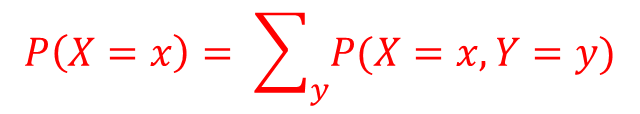 P(X = x) = ∑_y P(X = x, Y = y)